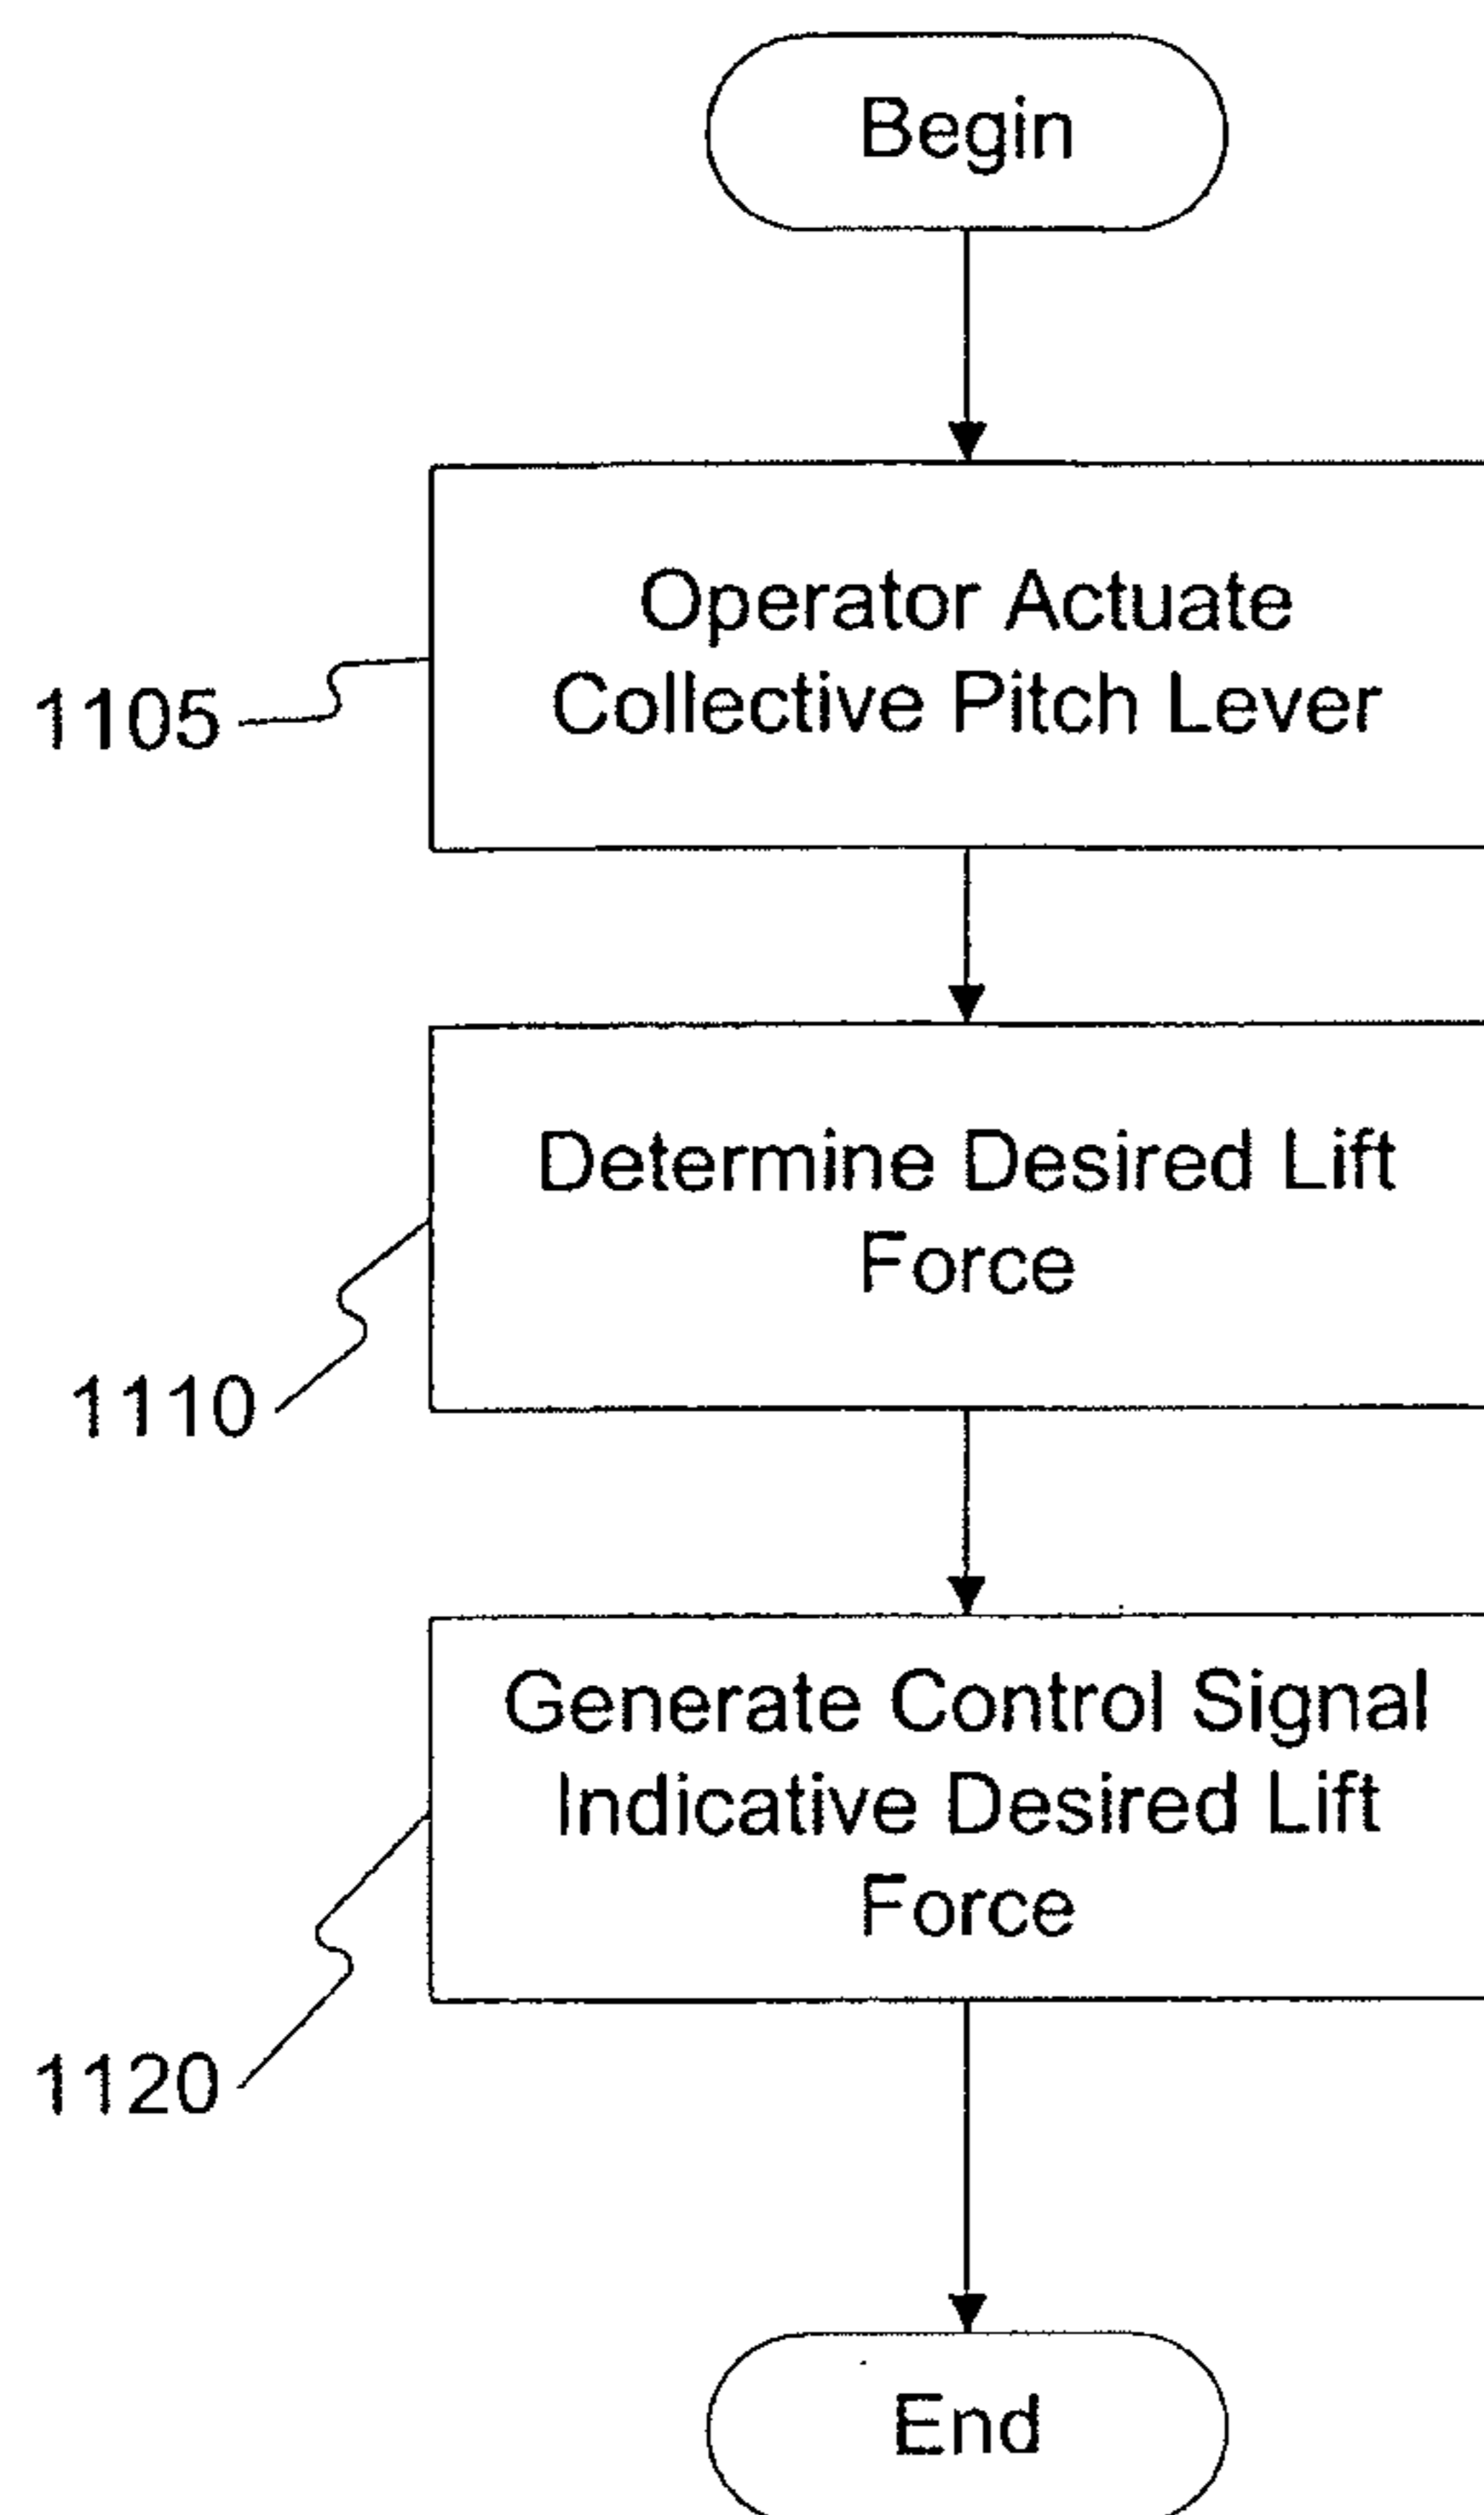 Begin
Operator Actuate
Collective Pitch Lever
1105
Determine Desired Lift
Force
1110
Generate Control Signal
Indicative Desired Lift
Force
1120
End